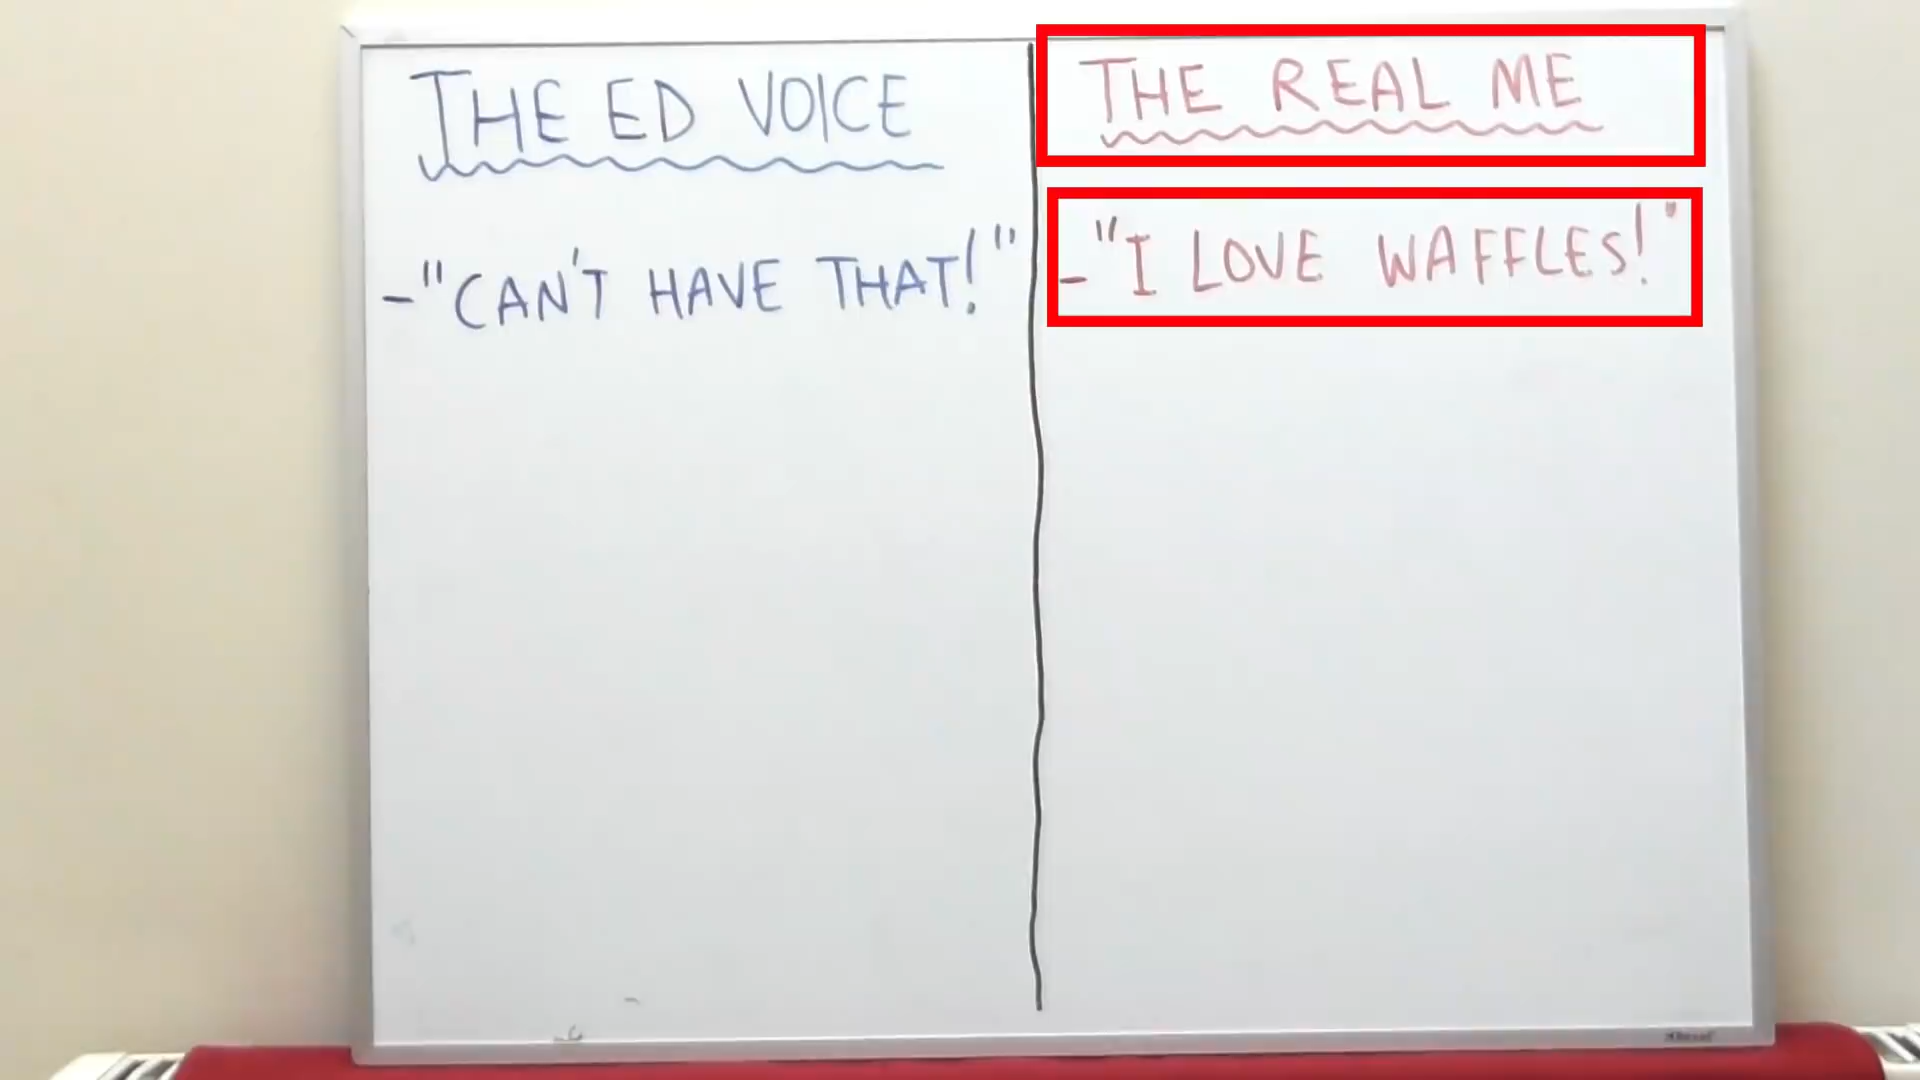 THE ED VOICE
-"CAN'T HAVE THAT!"
THE REAL ME
-"I LOVE WAFFLES!"